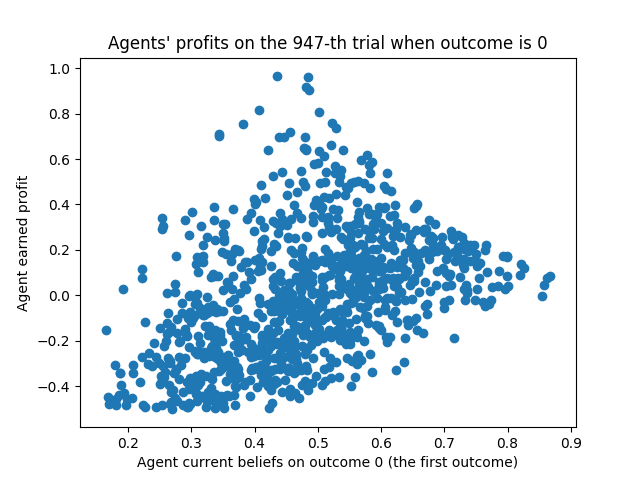 Agents' profits on the 947-th trial when outcome is 0
1.0
0.8
0.6
0.4
0.2
0.0
−0.2
−0.4
Agent earned profit
0.2 0.3 0.4 0.5 0.6 0.7 0.8 0.9
Agent current beliefs on outcome 0 (the first outcome)